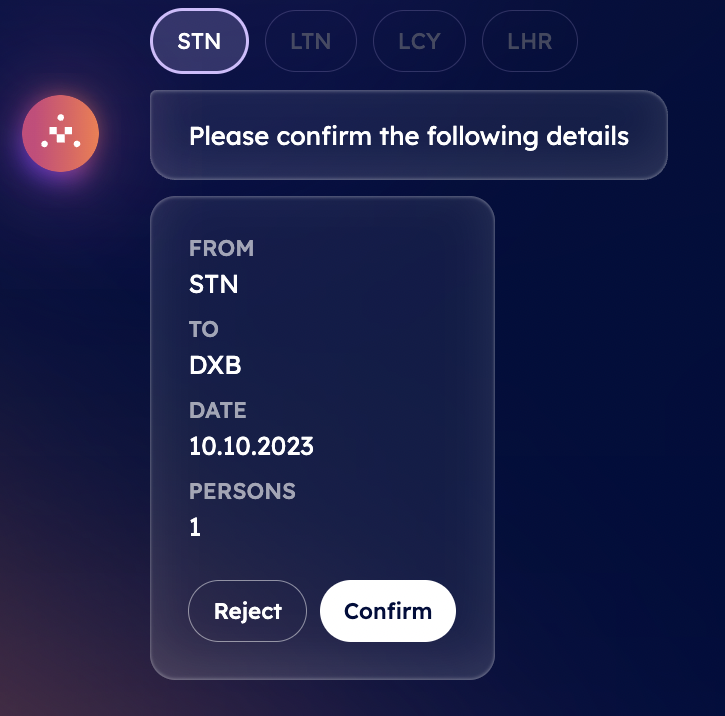 STN LTN LCY LHR
Please confirm the following details
FROM
STN
TO
DXB
DATE
10.10.2023
PERSONS
1
Reject Confirm